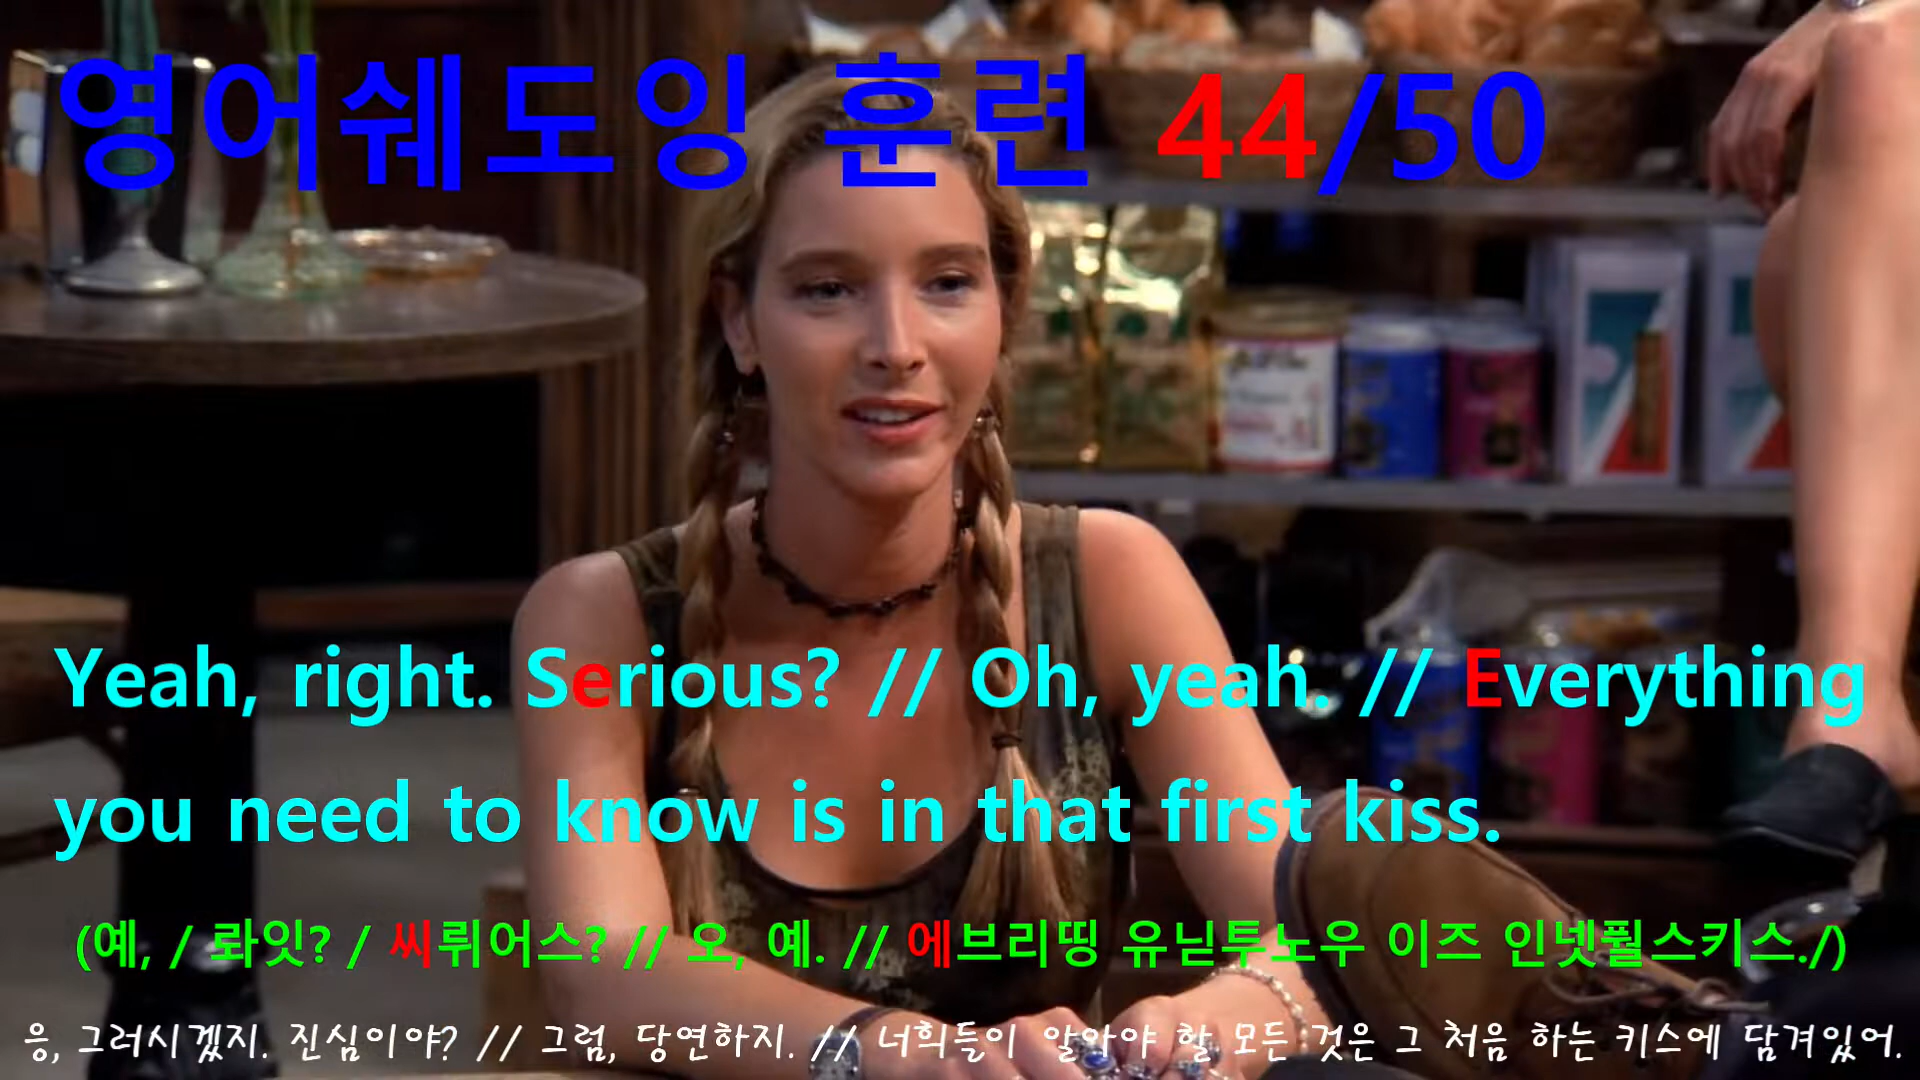 영어쉐도잉 훈련 44/50
Yeah, right. Serious? // Oh, yeah. // Everything
you need to know is in that first kiss.
(예, / 롸잇? / 씨뤼어스? // 오, 예. // 에브리띵 유닏투노우 이즈 인넷풜스키스./)
응, 그러시겠지. 진심이야? // 그럼, 당연하지. // 너희들이 알아야 할 모든 것은 그 처음 하는 키스에 담겨있어.